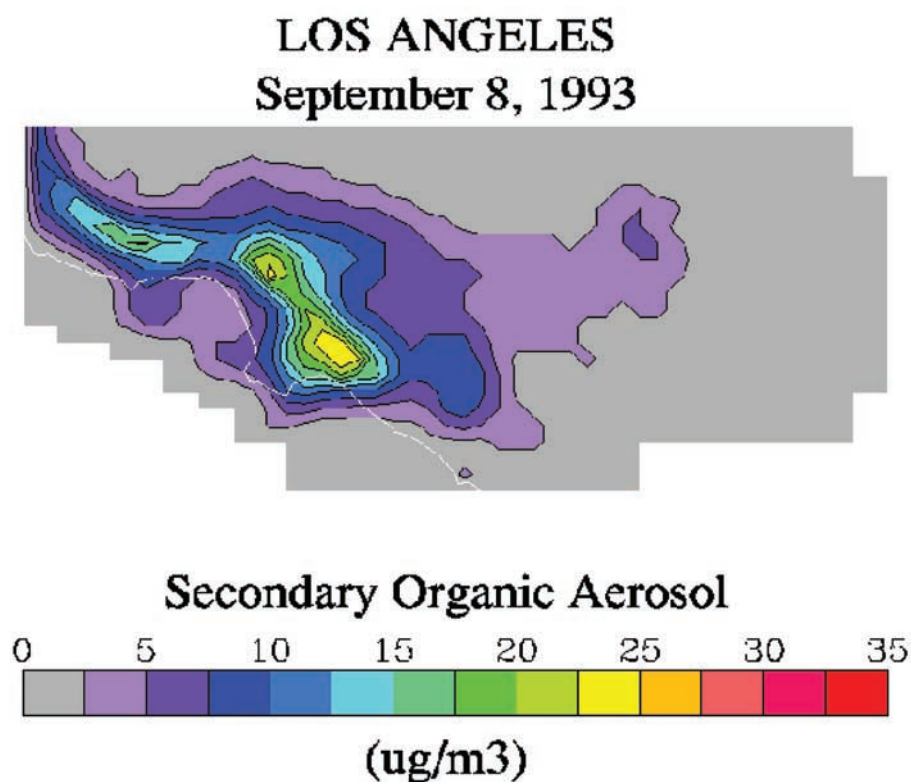 LOS ANGELES
September 8, 1993
Secondary Organic Aerosol
0 5 10 15 20 25 30 35
(ug/m3)